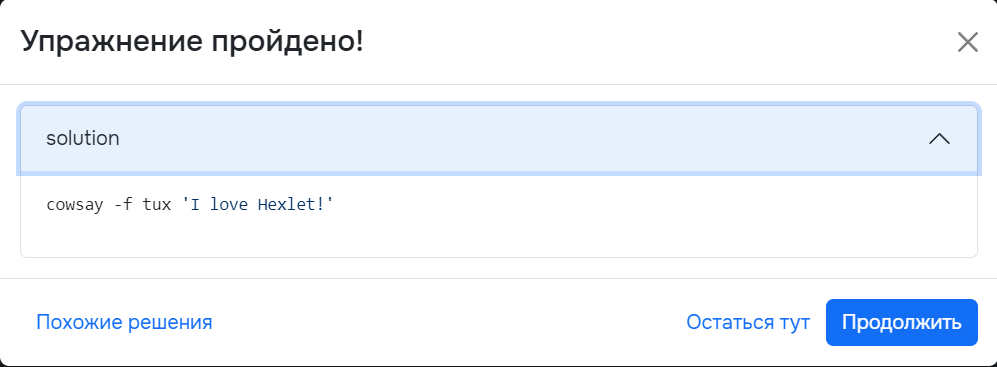 Упражнение пройдено!
solution
cowsay -f tux 'I love Hexlet!'
Похожие решения
Остаться тут
Продолжить